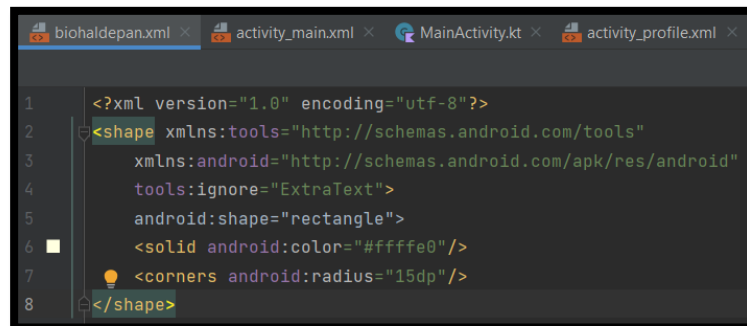 biohaldepan.xml activity_main.xml MainActivity.kt activity_profile.xml
1 <?xml version="1.0" encoding="utf-8"?>
2 <shape xmlns:tools="http://schemas.android.com/tools"
3 xmlns:android="http://schemas.android.com/apk/res/android"
4 tools:ignore="ExtraText">
5 android:shape="rectangle">
6 <solid android:color="#ffffe0"/>
7 <corners android:radius="15dp"/>
8 </shape>